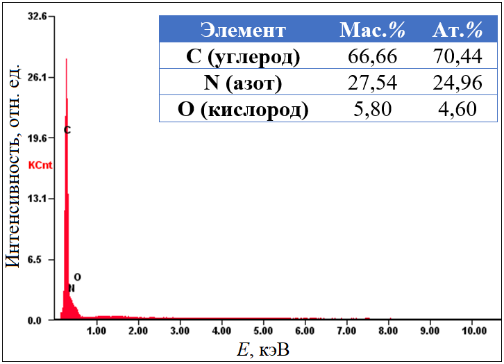 32.6
26.1
19.6
KCnt
13.1
6.5
0.0
Интенсивность, отн. ед.
Элемент Мас.% Ат.%
C (углерод) 66,66 70,44
N (азот) 27,54 24,96
O (кислород) 5,80 4,60
C
O
N
1.00 2.00 3.00 4.00 5.00 6.00 7.00 8.00 9.00 10.00
E, кэВ